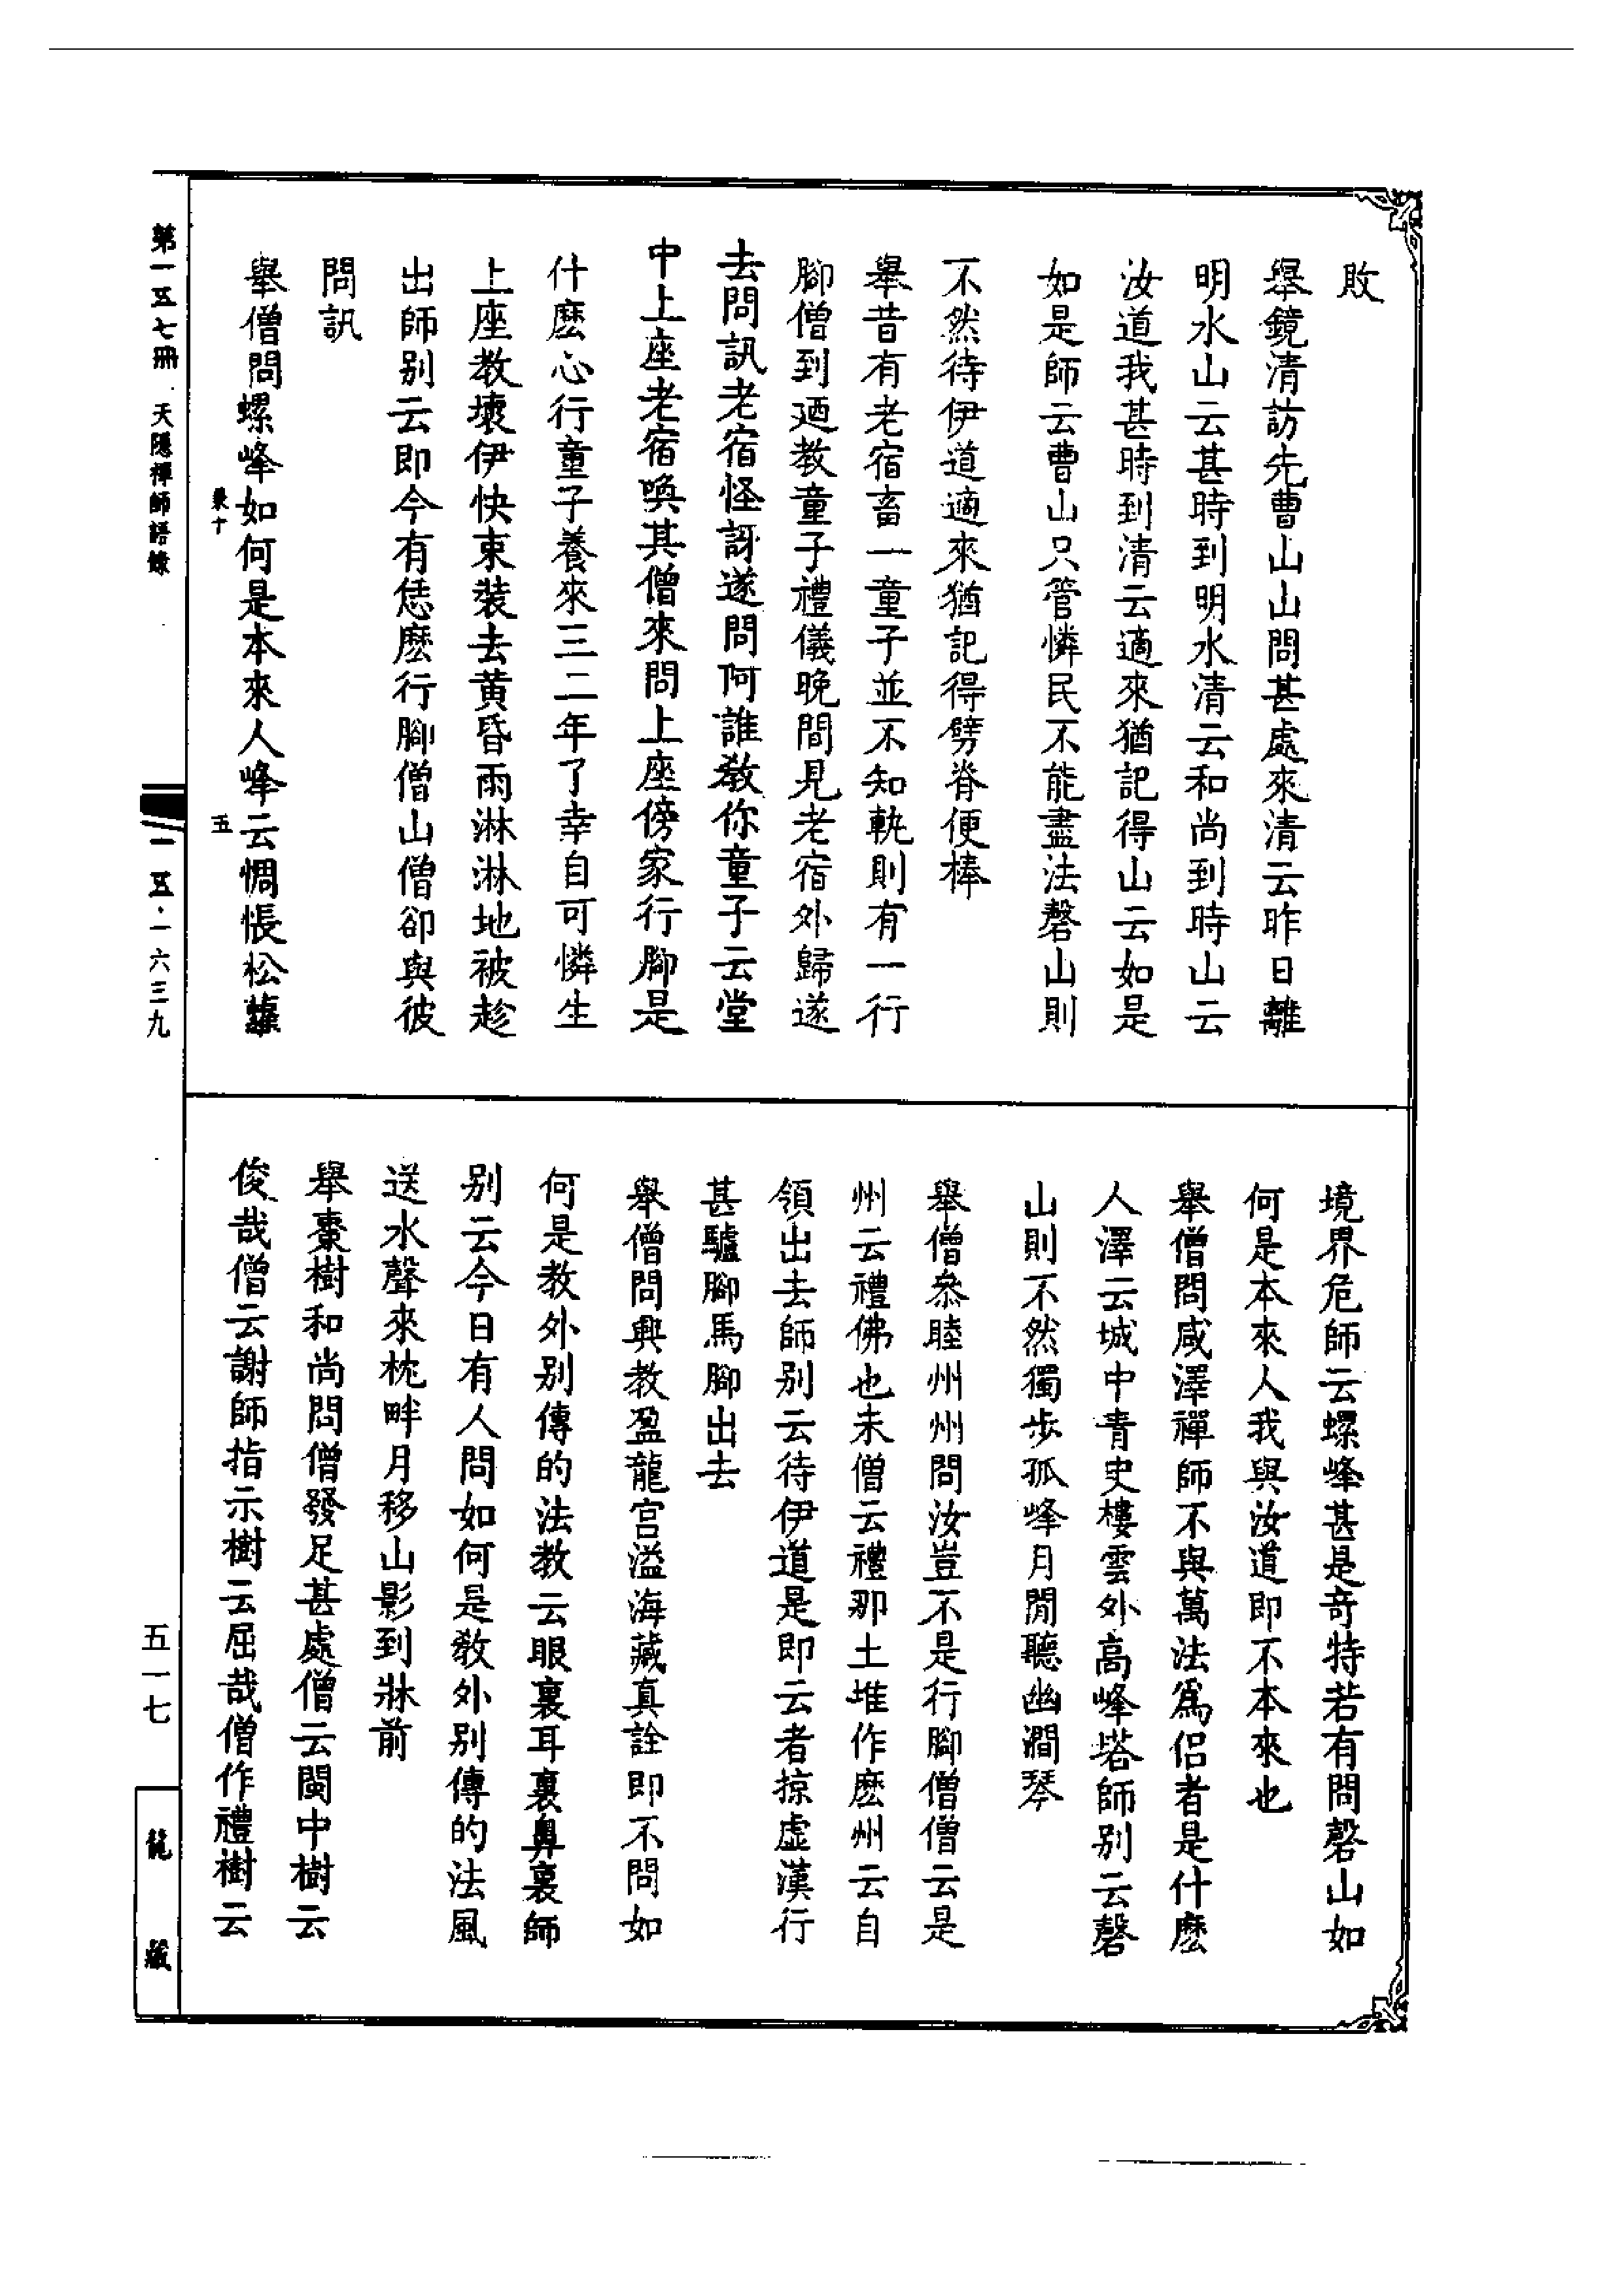 敗
舉鏡清訪先曹山山問甚處來清云昨日離
明水山云甚時到明水清云和尚到時山云
汝道我甚時到清云適來猶記得山云如是
如是師云曹山只管憐民不能盡法磬山則
不然待伊道適來猶記得劈脊便棒
舉昔有老宿畜一童子並不知軌則有一行
腳僧到廼教童子禮儀晚間見老宿外歸遂
去問訊老宿怪訝遂問阿誰教你童子云堂
中上座老宿喚其僧來問上座傍家行腳是
什麽心行童子養來三二年了幸自可憐生
上座教壞伊快束裝去黃昏雨淋淋地被趁
出師别云即今有恁麽行腳僧山僧卻與彼
問訊
舉僧問螺峰如何是本來人峰云惆悵松蘿
境界危師云螺峰甚是奇特若有問磬山如
何是本來人我與汝道即不本來也
舉僧問咸澤禪師不與萬法爲侶者是什麽
人澤云城中青史樓雲外高峰塔師别云磬
山則不然獨步孤峰月閒聽幽澗琴
舉僧叅睦州州問汝豈不是行腳僧僧云是
州云禮佛也未僧云禮那土堆作麽州云自
領出去師别云待伊道是即云者掠虛漢行
甚驢腳馬腳出去
舉僧問興教盈龍宮溢海藏真詮即不問如
何是教外别傳的法教云眼裏耳裏鼻裏師
别云今日有人問如何是教外别傳的法風
送水聲來枕畔月移山影到牀前
舉棗樹和尚問僧發足甚處僧云閩中樹云
俊哉僧云謝師指示樹云屈哉僧作禮樹云
第一五七冊 天隱禪師語錄
五
一五·一六三九
五一七
龍藏